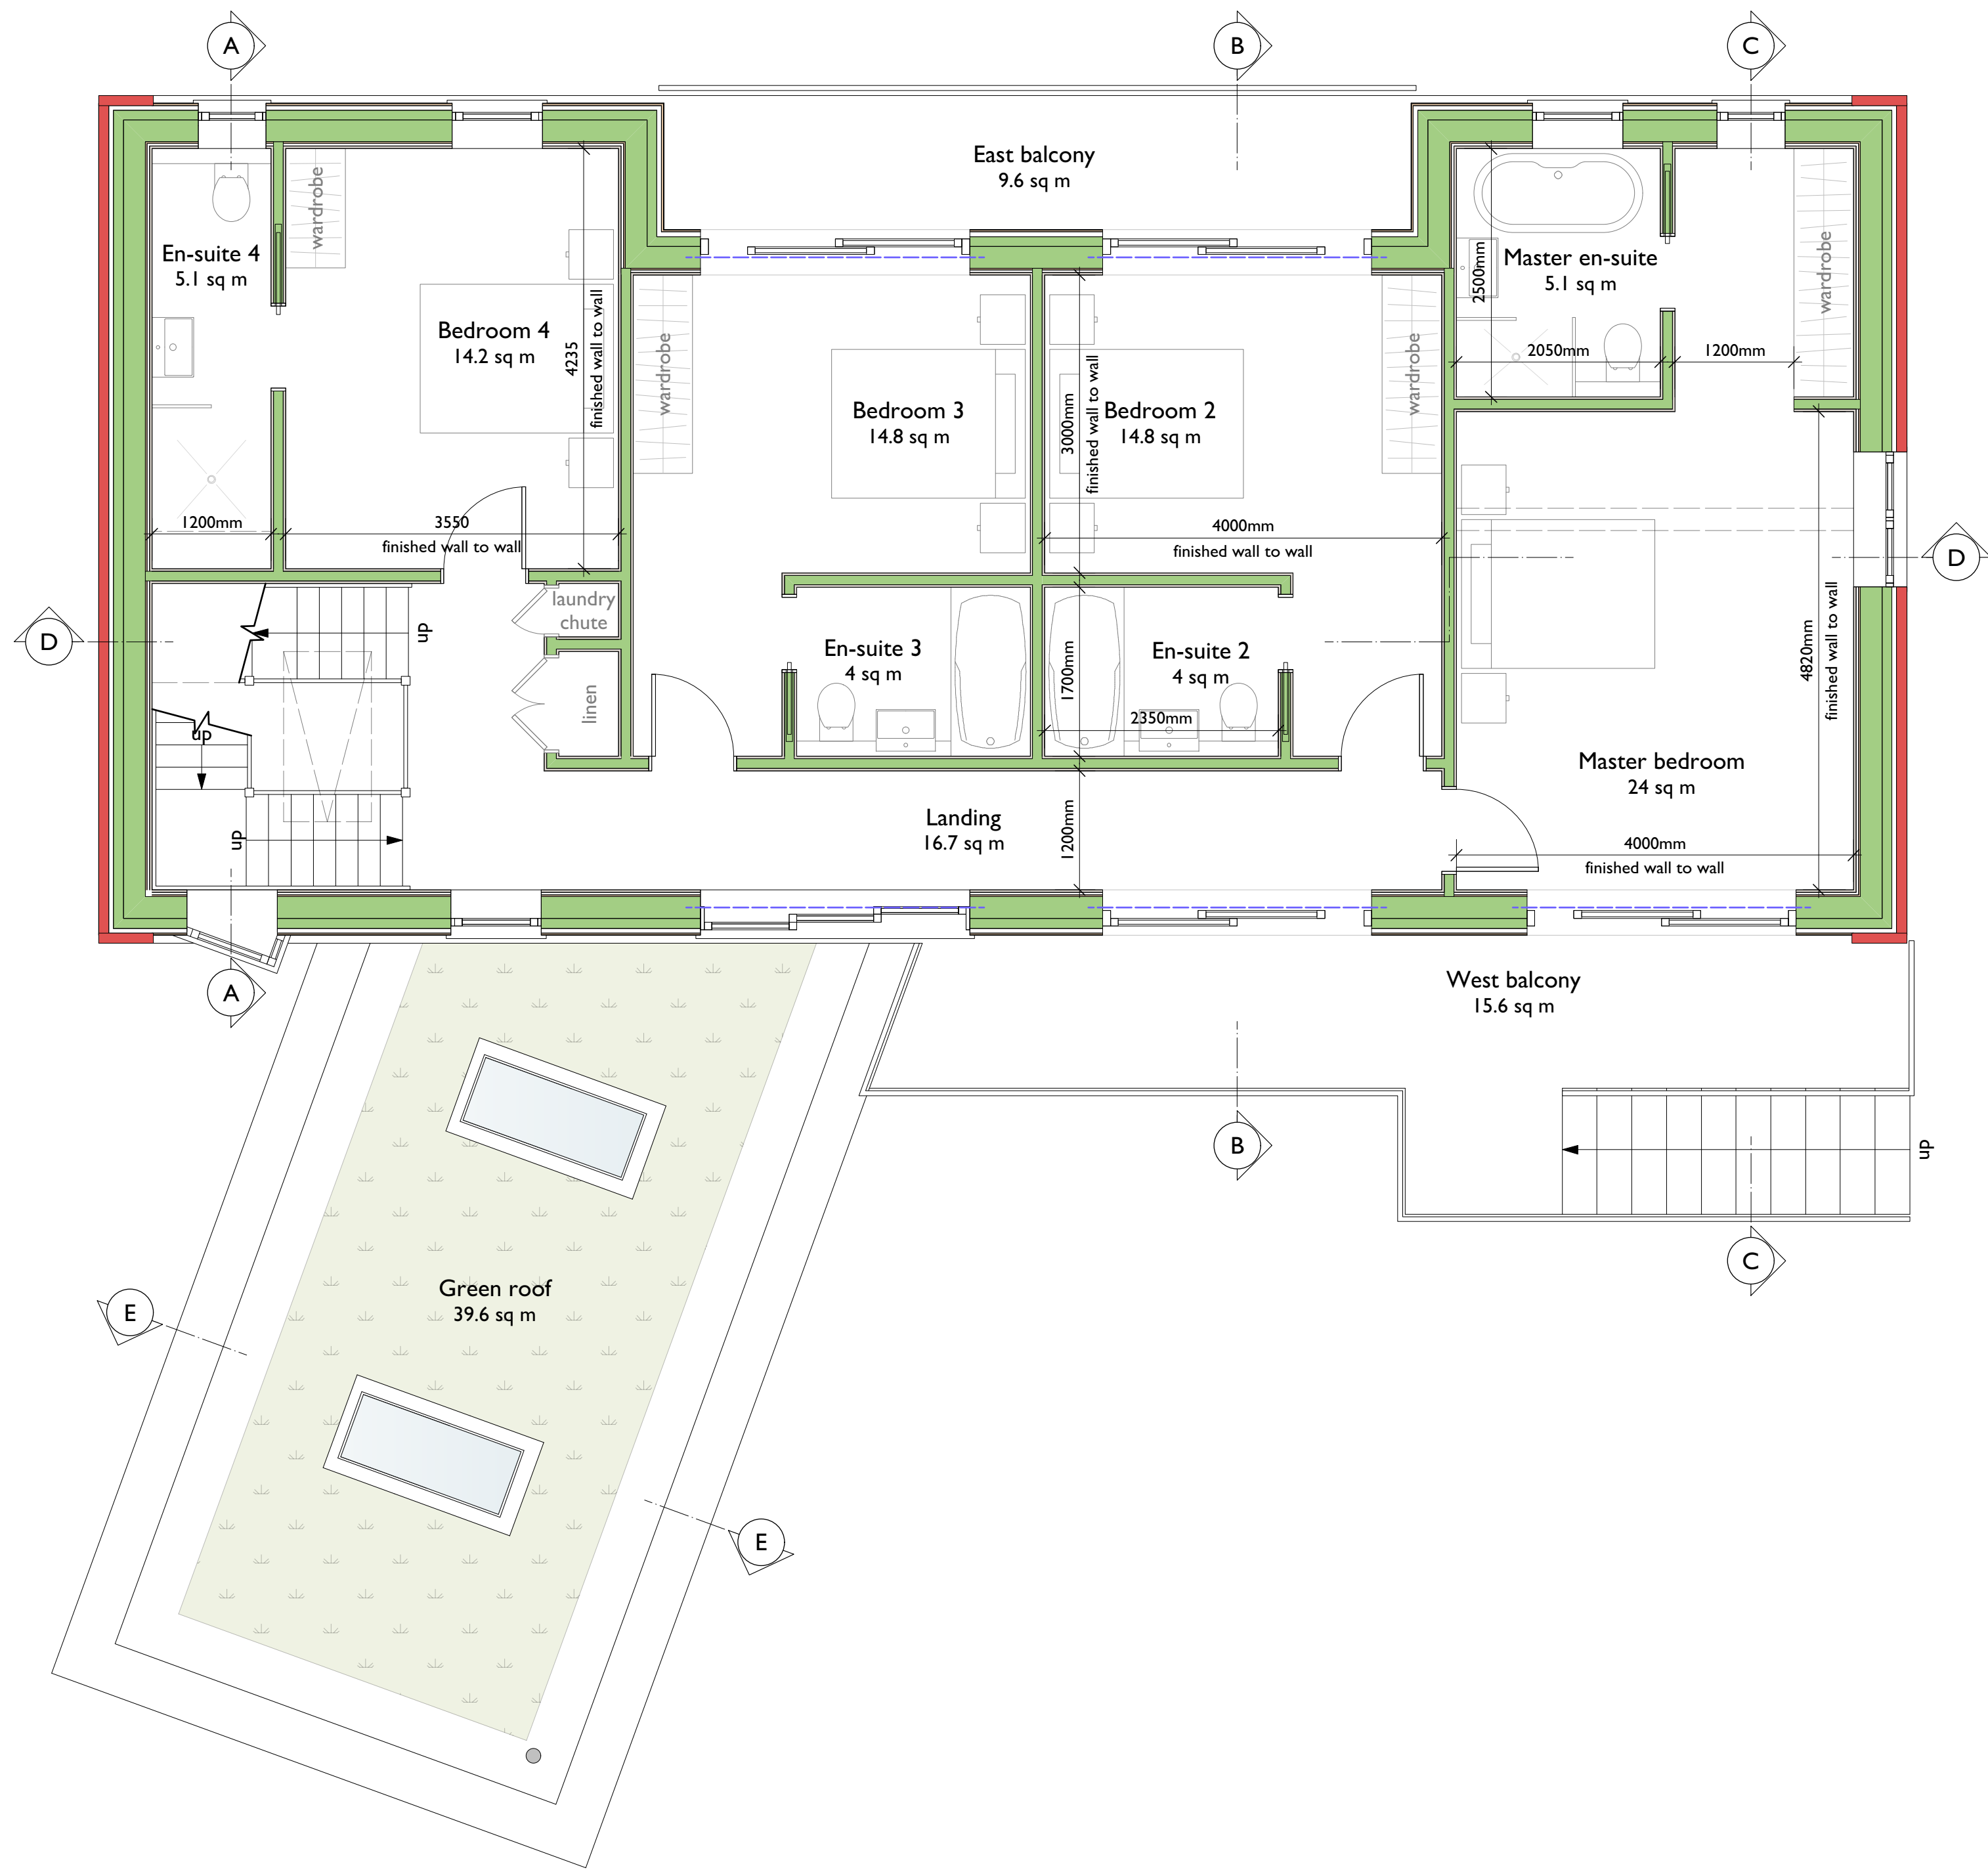 A
B
C
East balcony
9.6 sq m
wardrobe
En-suite 4
5.1 sq m
Bedroom 4
14.2 sq m
4235
finished wall to wall
1200mm
3550
finished wall to wall
wardrobe
Bedroom 3
14.8 sq m
3000mm
finished wall to wall
Bedroom 2
14.8 sq m
wardrobe
4000mm
finished wall to wall
2500mm
Master en-suite
5.1 sq m
2050mm
1200mm
wardrobe
D
D
dn
up
dn
laundry
chute
linen
En-suite 3
4 sq m
1700mm
En-suite 2
4 sq m
2350mm
4820mm
finished wall to wall
Master bedroom
24 sq m
Landing
16.7 sq m
1200mm
4000mm
finished wall to wall
A
West balcony
15.6 sq m
B
dn
C
Green roof
39.6 sq m
E
E